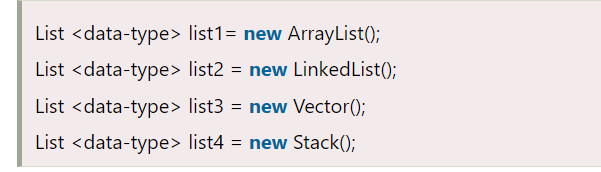 List <data-type> list1= new ArrayList();
List <data-type> list2 = new LinkedList();
List <data-type> list3 = new Vector();
List <data-type> list4 = new Stack();